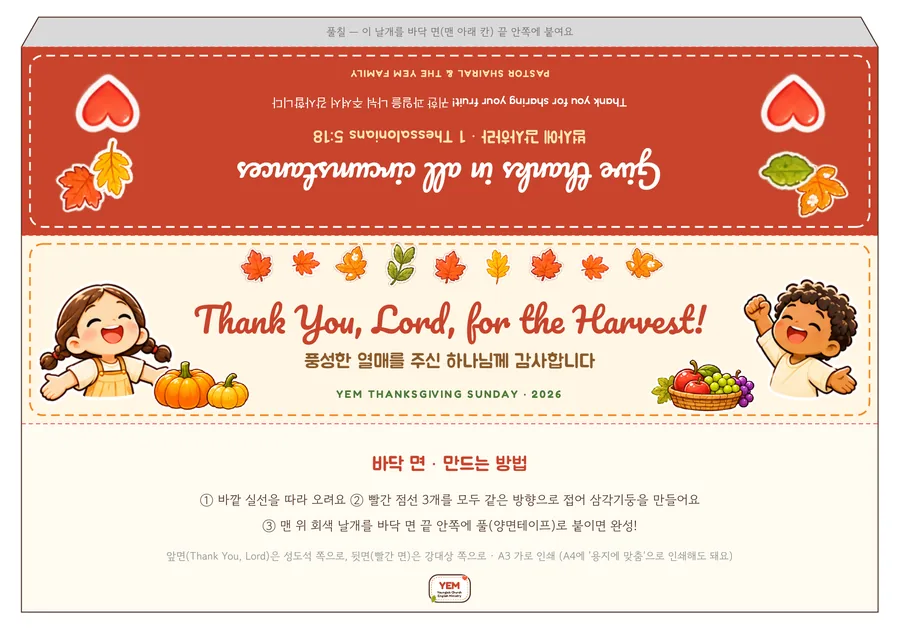 풀칠 — 이 날개를 바닥 면(맨 아래 칸) 끝 안쪽에 붙여요
PASTOR SHAIRAL & THE YEM FAMILY
Thank you for sharing your fruit! 귀한 과일을 나눠 주셔서 감사합니다
범사에 감사하라 · 1 Thessalonians 5:18
Give thanks in all circumstances
Thank You, Lord, for the Harvest!
풍성한 열매를 주신 하나님께 감사합니다
YEM THANKSGIVING SUNDAY · 2026
바닥 면 · 만드는 방법
① 바깥 실선을 따라 오려요 ② 빨간 점선 3개를 모두 같은 방향으로 접어 삼각기둥을 만들어요
③ 맨 위 회색 날개를 바닥 면 끝 안쪽에 풀(양면테이프)로 붙이면 완성!
앞면(Thank You, Lord)은 성도석 쪽으로, 뒷면(빨간 면)은 강대상 쪽으로 · A3 가로 인쇄 (A4에 '용지에 맞춤'으로 인쇄해도 돼요)
YEM
English Ministry